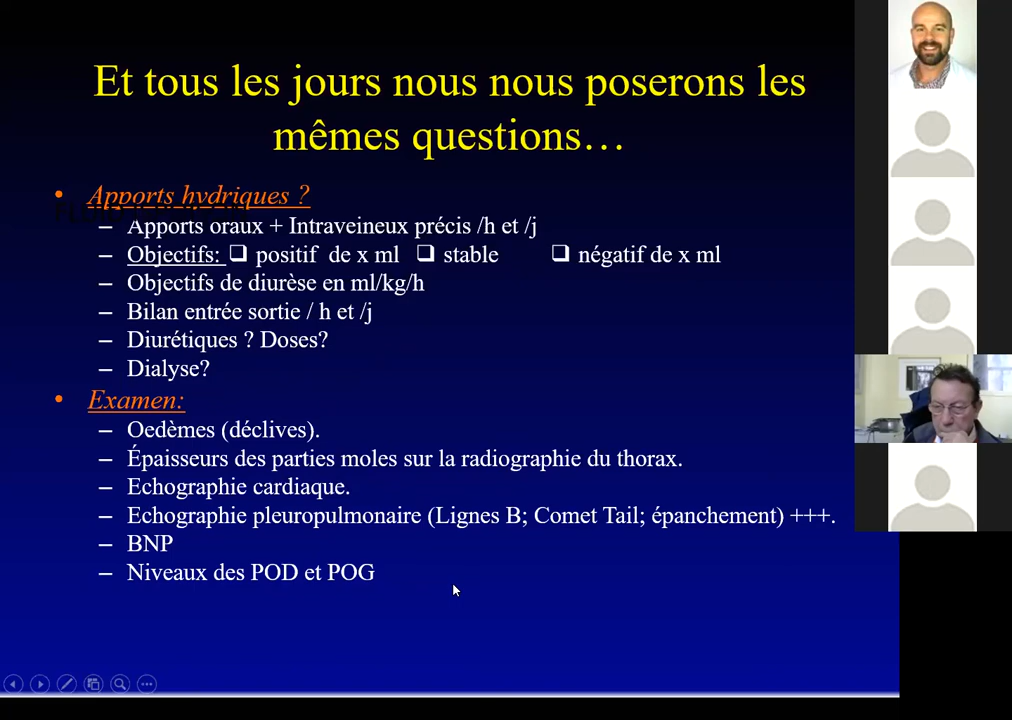 Et tous les jours nous nous poserons les
mêmes questions…
• Apports hydriques ?
– Apports oraux + Intraveineux précis /h et /j
– Objectifs: ❑ positif de x ml ❑ stable ❑ négatif de x ml
– Objectifs de diurèse en ml/kg/h
– Bilan entrée sortie / h et /j
– Diurétiques ? Doses?
– Dialyse?
• Examen:
– Oedèmes (déclives).
– Épaisseurs des parties moles sur la radiographie du thorax.
– Echographie cardiaque.
– Echographie pleuropulmonaire (Lignes B; Comet Tail; épanchement) +++.
– BNP
– Niveaux des POD et POG